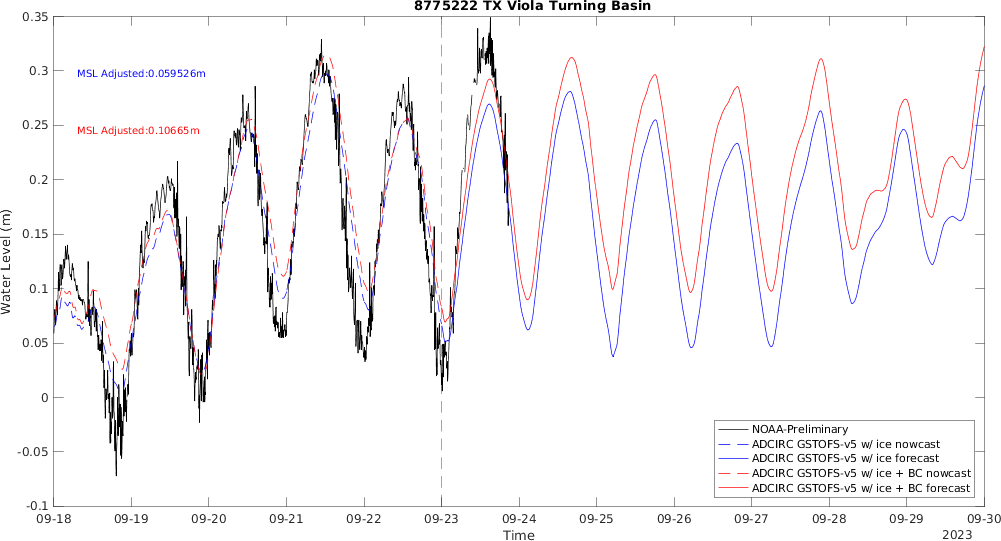 8775222 TX Viola Turning Basin
0.35
0.3
0.25
0.2
0.15
0.1
0.05
0
-0.05
-0.1
Water Level (m)
MSL Adjusted:0.059526m
MSL Adjusted:0.10665m
NOAA-Preliminary
ADCIRC GSTOFS-v5 w/ ice nowcast
ADCIRC GSTOFS-v5 w/ ice forecast
ADCIRC GSTOFS-v5 w/ ice + BC nowcast
ADCIRC GSTOFS-v5 w/ ice + BC forecast
09-18 09-19 09-20 09-21 09-22 09-23 09-24 09-25 09-26 09-27 09-28 09-29 09-30
Time
2023